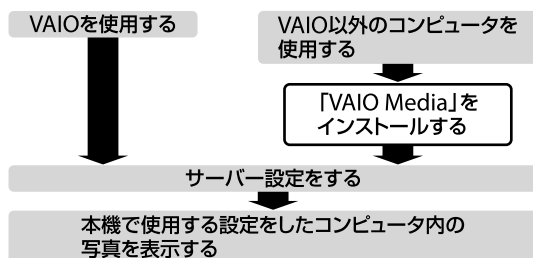 VAIOを使用する
VAIO以外のコンピュータを
使用する
「VAIO Media」を
インストールする
サーバー設定をする
本機で使用する設定をしたコンピュータ内の
写真を表示する